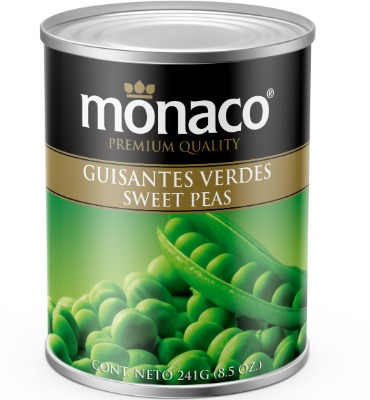 monaco®
PREMIUM QUALITY
GUISANTES VERDES
SWEET PEAS
CONT. NETO 241G (8.5 OZ.)